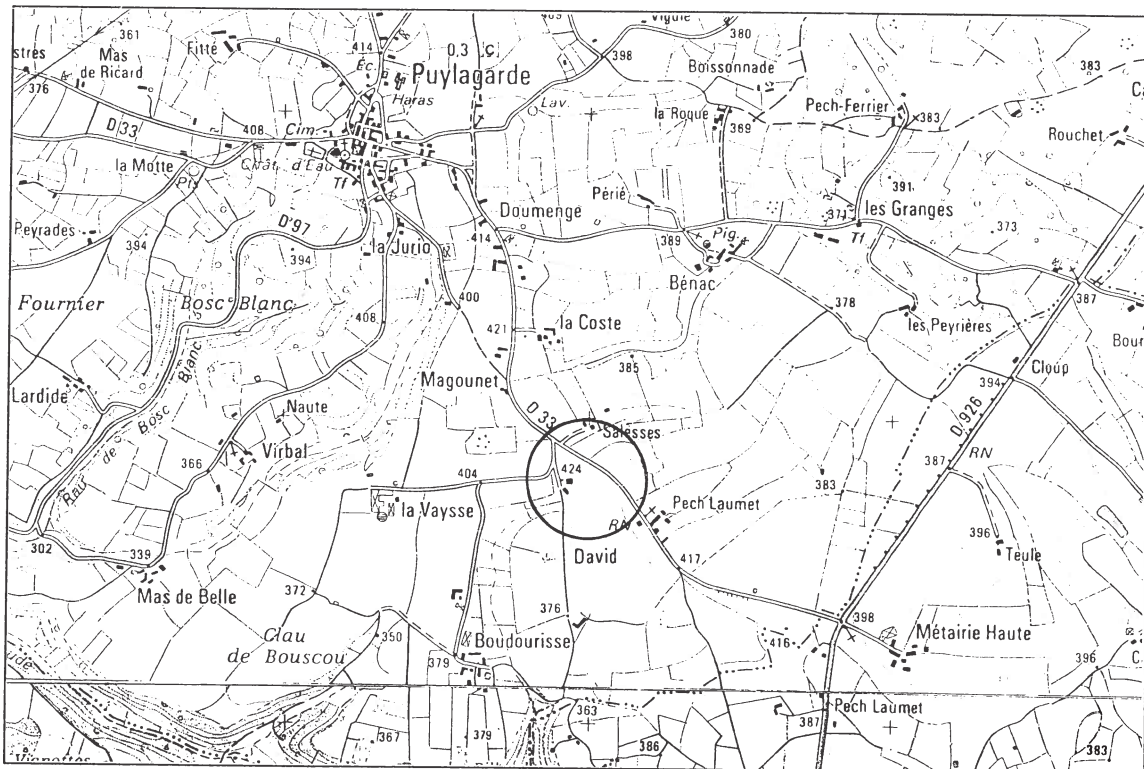 361
Fitté
414
Éc.
0,3
C
Vigule
380
398
Mas
de Ricard
376
Puylagarde
Haras
Boissonnade
383
Pech-Ferrier
383
la Roque
369
Lav.
Rouchet
D 33
408
Cim.
Chât. d'Eau
Tf
la Motte
Pts
391
Périé
371
les Granges
Tf
373
Doumenge
414
389
Pig.
Peyrades
394
D 97
394
la Jurio
Bénac
387
Fournier
Bosc Blanc
400
378
408
les Peyrières
421
la Coste
385
Cloup
Lardide
Magounet
394
Rau de Bosc Blanc
Naute
D 33
D.926
Salesses
Virbal
366
404
424
387
RN
383
la Vaysse
Pech Laumet
RN
302
David
396
Teule
339
417
Mas de Belle
372
376
398
Métairie Haute
Clau
de Bouscou
350
416
Boudourisse
379
396
363
387
Pech Laumet
367
379
386
383